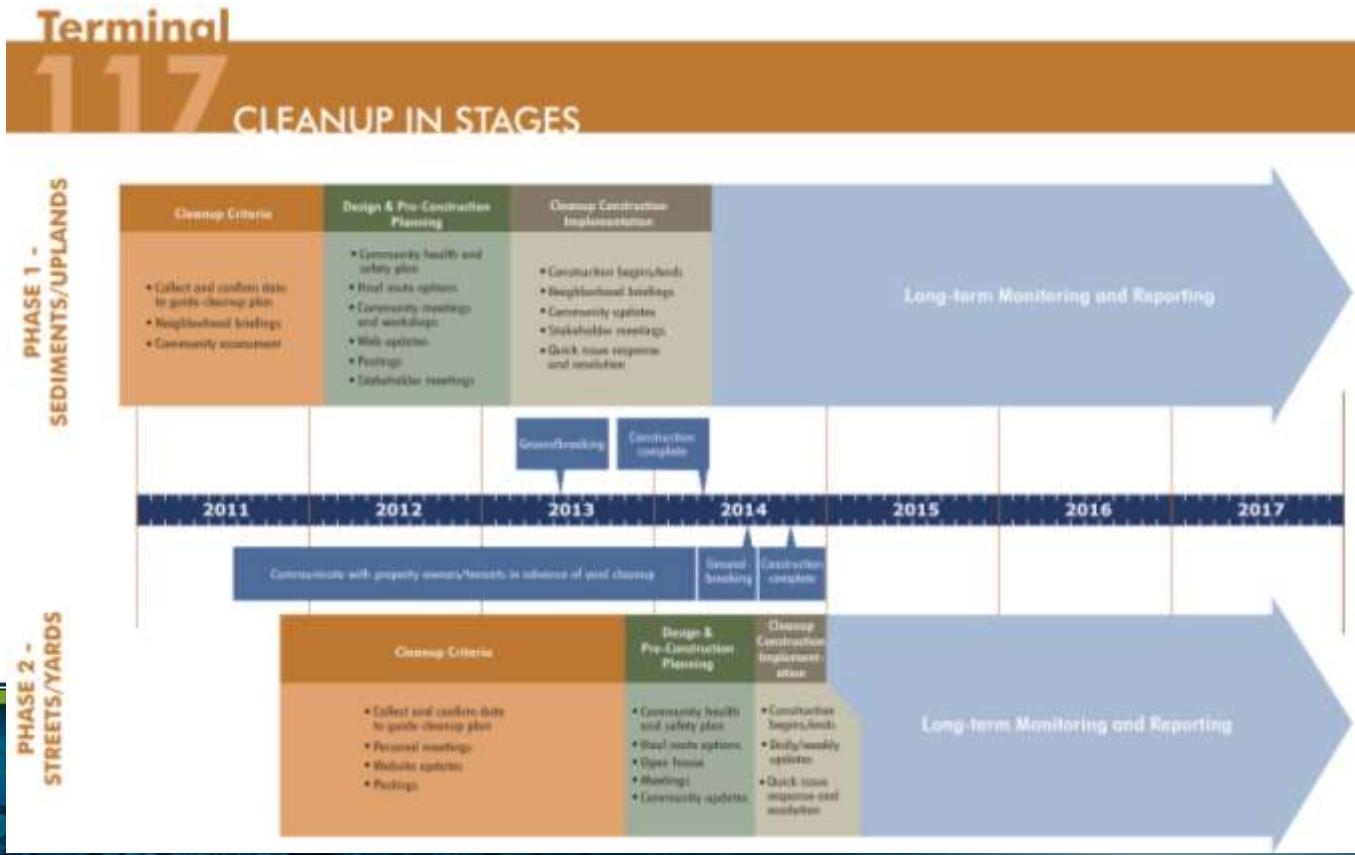 Terminal
117 CLEANUP IN STAGES
PHASE 1 -
SEDIMENTS/UPLANDS
Cleanup Criteria
• Collect and confirm data
to guide cleanup plan
• Neighborhood briefings
• Community assessment
Design & Pre-Construction
Planning
• Community health and
safety plan
• Haul route options
• Community meetings
and workshops
• Web updates
• Postings
• Stakeholder meetings
Cleanup Construction
Implementation
• Construction begins/ends
• Neighborhood briefings
• Community updates
• Stakeholder meetings
• Quick issue response
and resolution
Long-term Monitoring and Reporting
Groundbreaking
Construction
complete
2011
2012
2013
2014
2015
2016
2017
Communicate with property owners/tenants in advance of yard cleanup
Ground
breaking
Construction
complete
PHASE 2 -
STREETS/YARDS
Cleanup Criteria
• Collect and confirm data
to guide cleanup plan
• Personal meetings
• Website updates
• Postings
Design &
Pre-Construction
Planning
• Community health
and safety plan
• Haul route options
• Open house
• Meetings
• Community updates
Cleanup
Construction
Implement-
ation
• Construction
begins/ends
• Daily/weekly
updates
• Quick issue
response and
resolution
Long-term Monitoring and Reporting